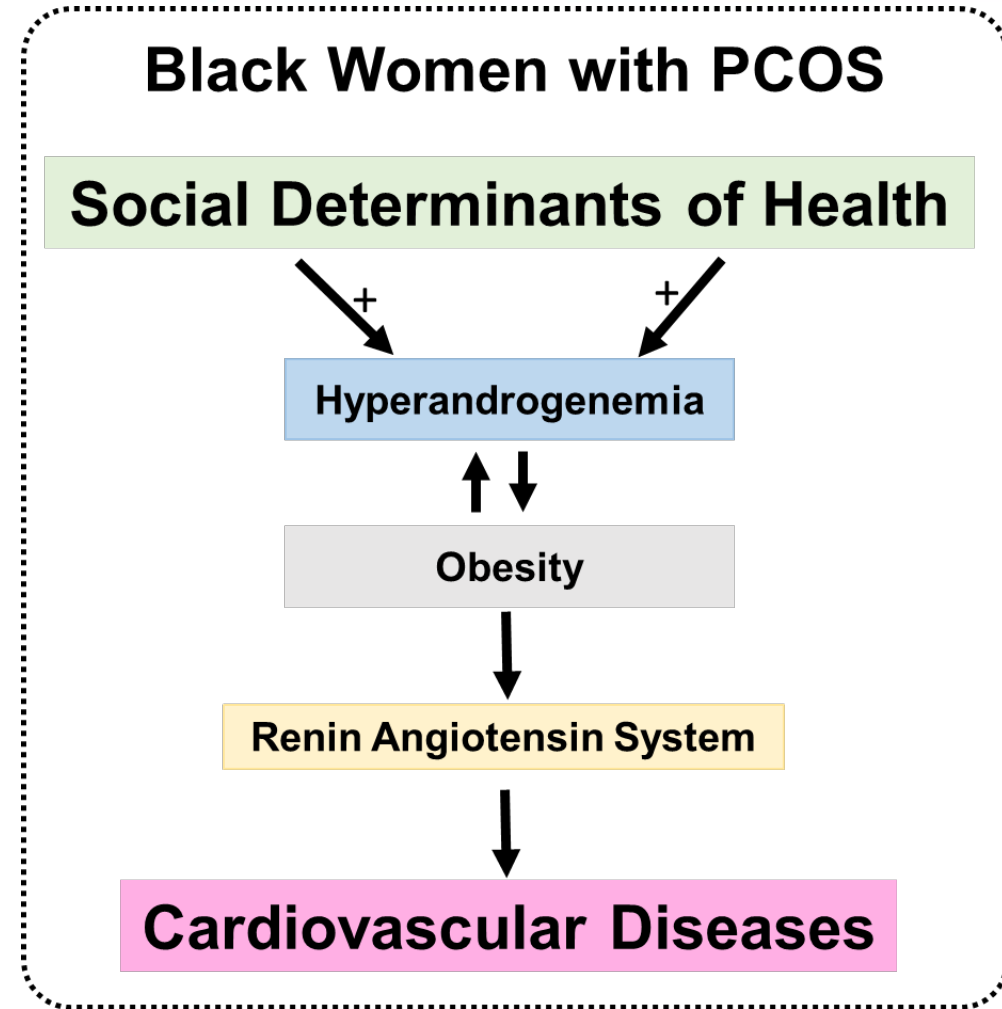 Black Women with PCOS
Social Determinants of Health
+ +
Hyperandrogenemia
Obesity
Renin Angiotensin System
Cardiovascular Diseases